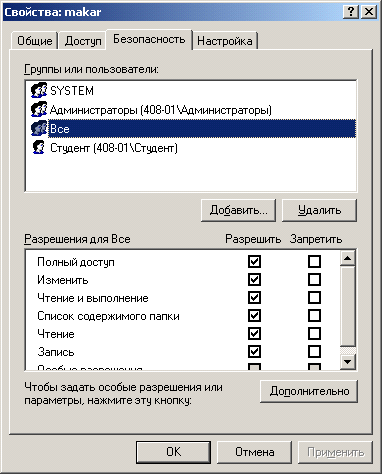 Свойства: makar
Общие Доступ Безопасность Настройка
Группы или пользователи:
SYSTEM
Администраторы (408-01\Администраторы)
Все
Студент (408-01\Студент)
Добавить... Удалить
Разрешения для Все Разрешить Запретить
Полный доступ
Изменить
Чтение и выполнение
Список содержимого папки
Чтение
Запись
Особые разрешения
Чтобы задать особые разрешения или
параметры, нажмите эту кнопку: Дополнительно
OK Отмена Применить